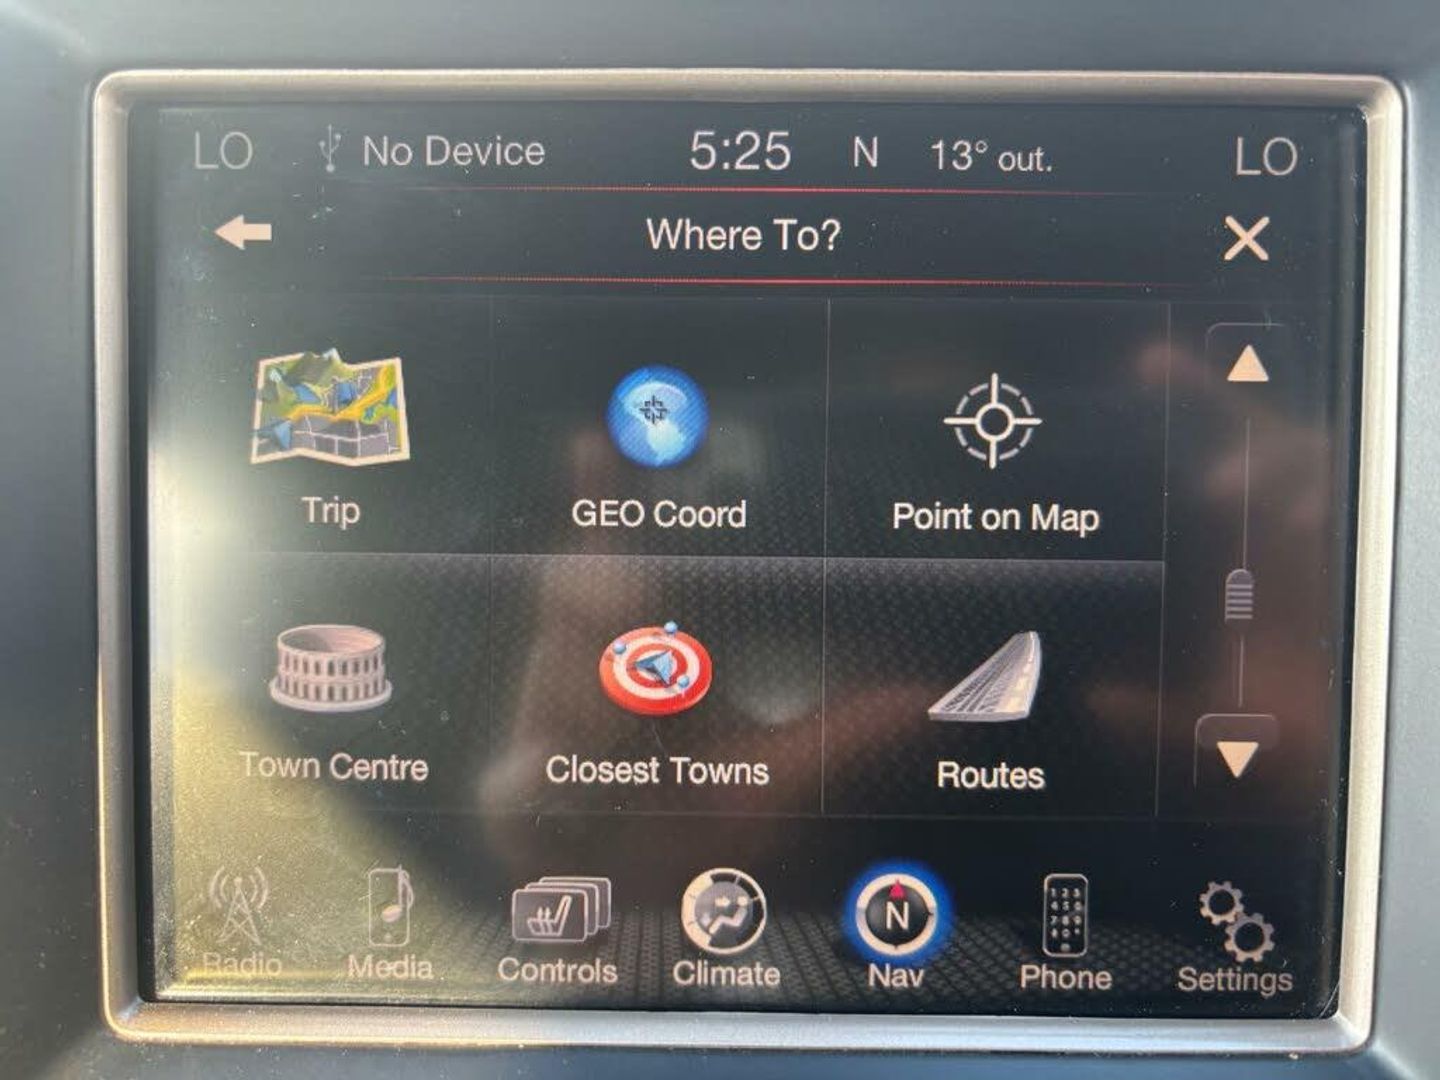 LO No Device 5:25 N 13° out. LO
Where To?
Trip GEO Coord Point on Map
Town Centre Closest Towns Routes
N
Radio Media Controls Climate Nav Phone Settings